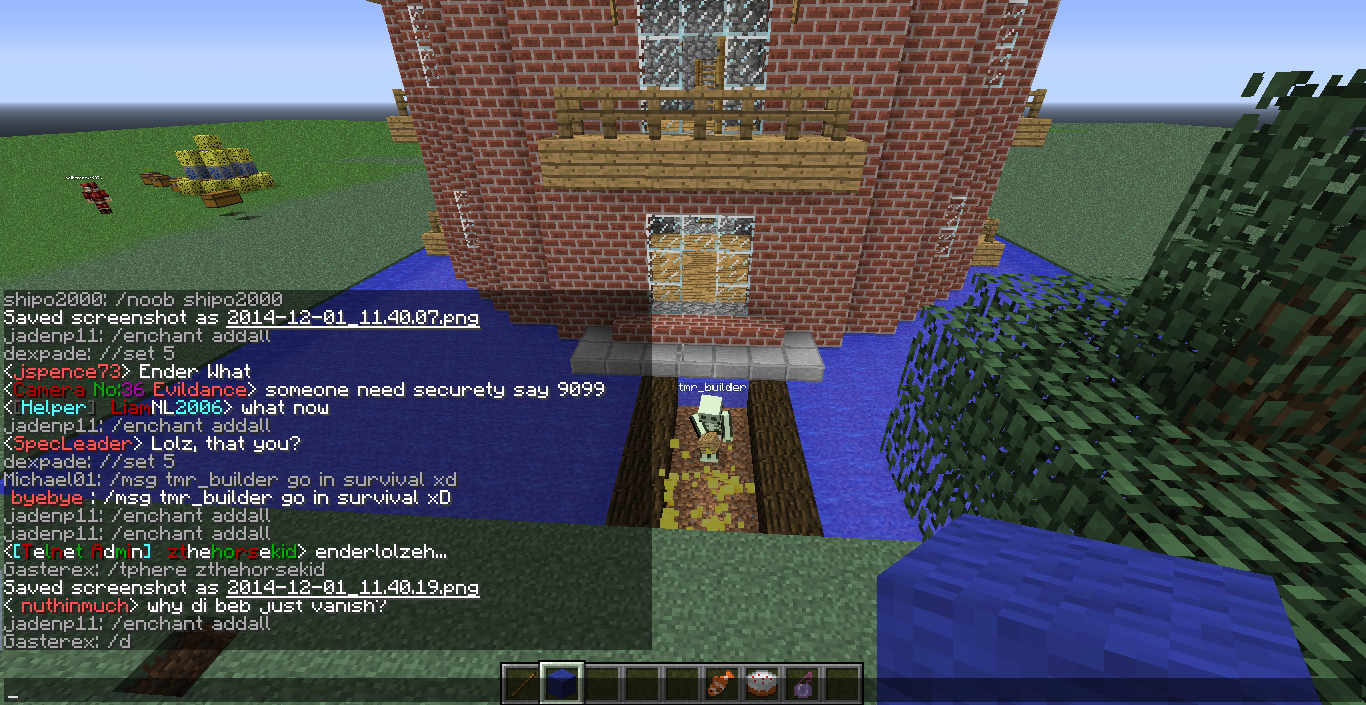 tmr_builder
shipo2000: /noob shipo2000
Saved screenshot as 2014-12-01_11.40.07.png
jadenp11: /enchant addall
dexpade: //set 5
<jspence73> Ender What
<Camera No:36 Evildance> someone need securety say 9099
<[Helper] LiamNL2006> what now
jadenp11: /enchant addall
<SpecLeader> Lolz, that you?
dexpade: //set 5
Michael01: /msg tmr_builder go in survival xd
byebye : /msg tmr_builder go in survival xD
jadenp11: /enchant addall
jadenp11: /enchant addall
<[Telnet Admin] zthehorsekid> enderlolzeh...
Gasterex: /tphere zthehorsekid
Saved screenshot as 2014-12-01_11.40.19.png
< nuthinmuch> why di beb just vanish?
jadenp11: /enchant addall
Gasterex: /d
_